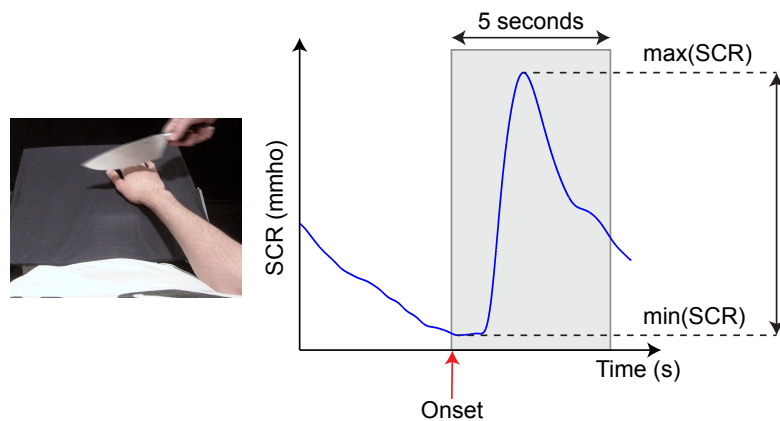 5 seconds
max(SCR)
SCR (mmho)
min(SCR)
Time (s)
Onset